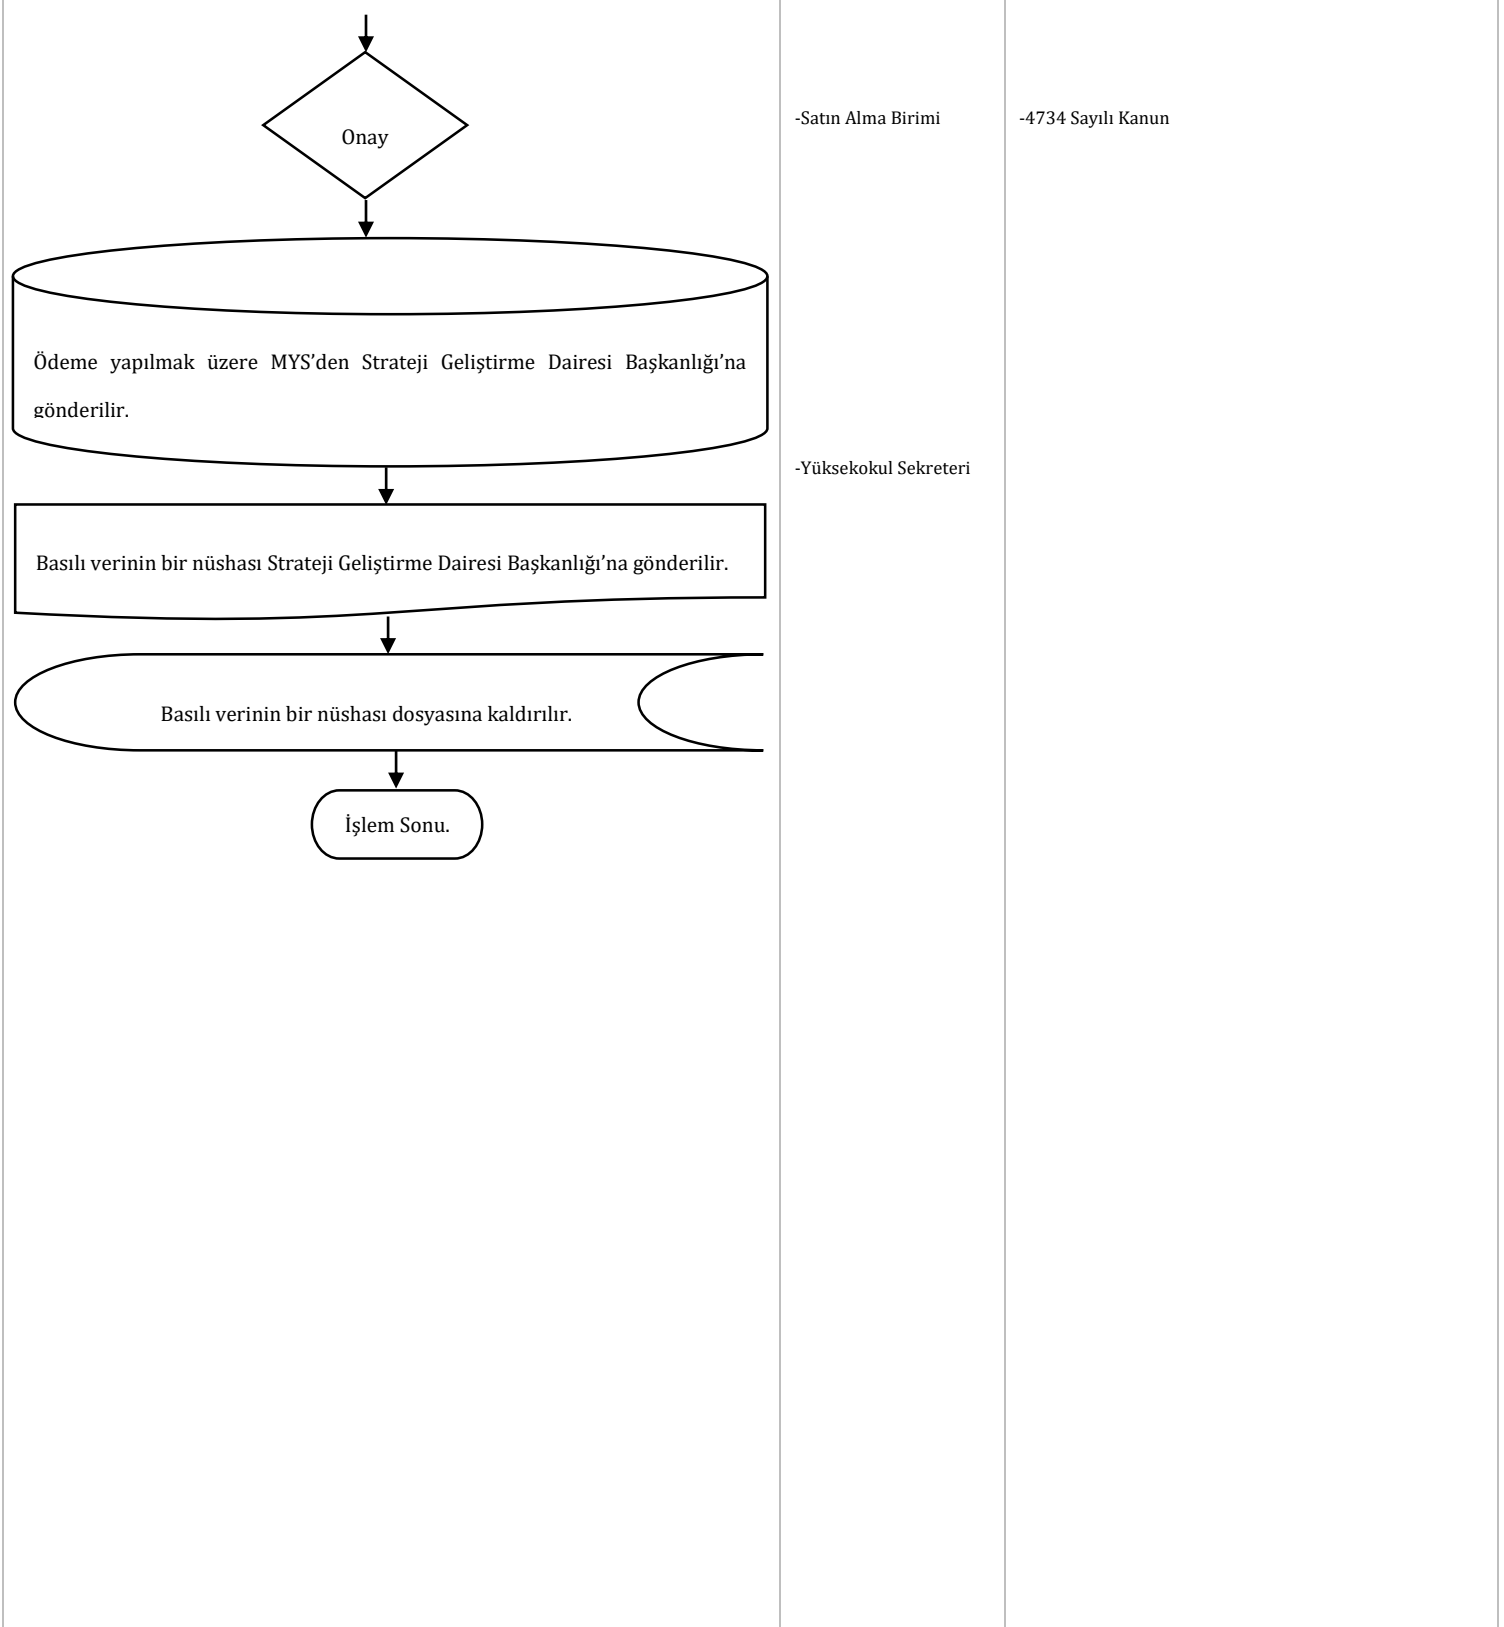 Onay
Ödeme yapılmak üzere MYS’den Strateji Geliştirme Dairesi Başkanlığı’na
gönderilir.
Basılı verinin bir nüshası Strateji Geliştirme Dairesi Başkanlığı’na gönderilir.
Basılı verinin bir nüshası dosyasına kaldırılır.
İşlem Sonu.
-Satın Alma Birimi
-Yüksekokul Sekreteri
-4734 Sayılı Kanun